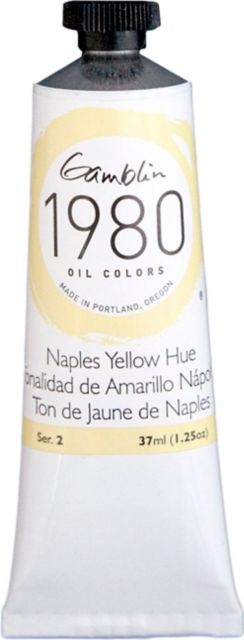 Gamblin
1980
OIL COLORS
MADE IN PORTLAND, OREGON
®
Naples Yellow Hue
onalidad de Amarillo Nápo
Ton de Jaune de Naples
Ser. 2 37ml (1.25oz)